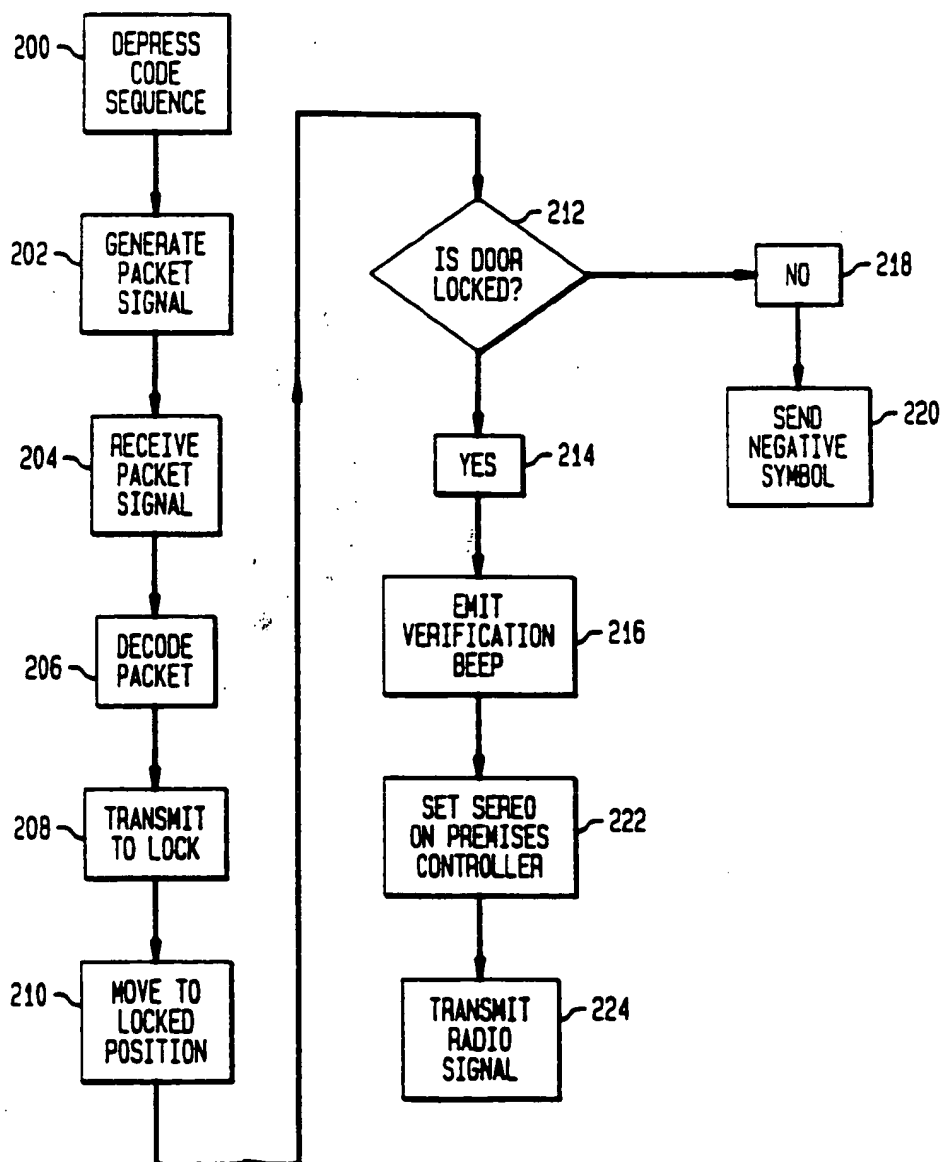 200
DEPRESS
CODE
SEQUENCE
202
GENERATE
PACKET
SIGNAL
204
RECEIVE
PACKET
SIGNAL
206
DECODE
PACKET
208
TRANSMIT
TO LOCK
210
MOVE TO
LOCKED
POSITION
212
IS DOOR
LOCKED?
NO
218
SEND
NEGATIVE
SYMBOL
220
YES
214
EMIT
VERIFICATION
BEEP
216
SET SEREO
ON PREMISES
CONTROLLER
222
TRANSMIT
RADIO
SIGNAL
224